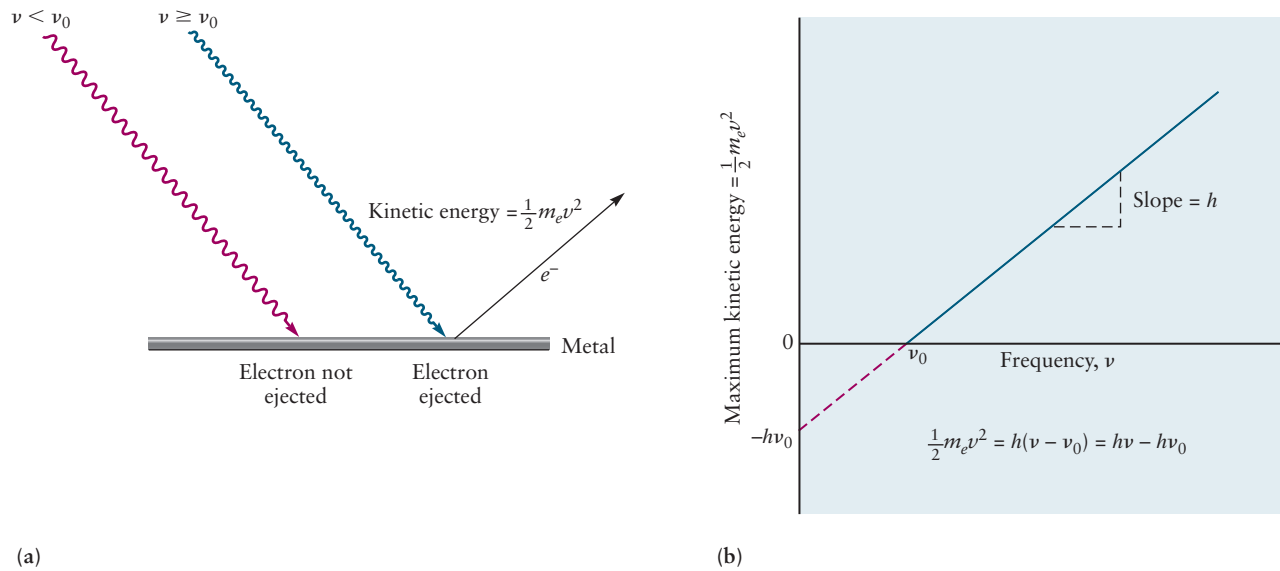 ν < ν₀
ν ≥ ν₀
Kinetic energy = ½mₑv²
e⁻
Metal
Electron not
ejected
Electron
ejected
(a)
Maximum kinetic energy = ½mₑv²
Slope = h
0
ν₀
Frequency, ν
–hν₀
½mₑv² = h(ν – ν₀) = hν – hν₀
(b)